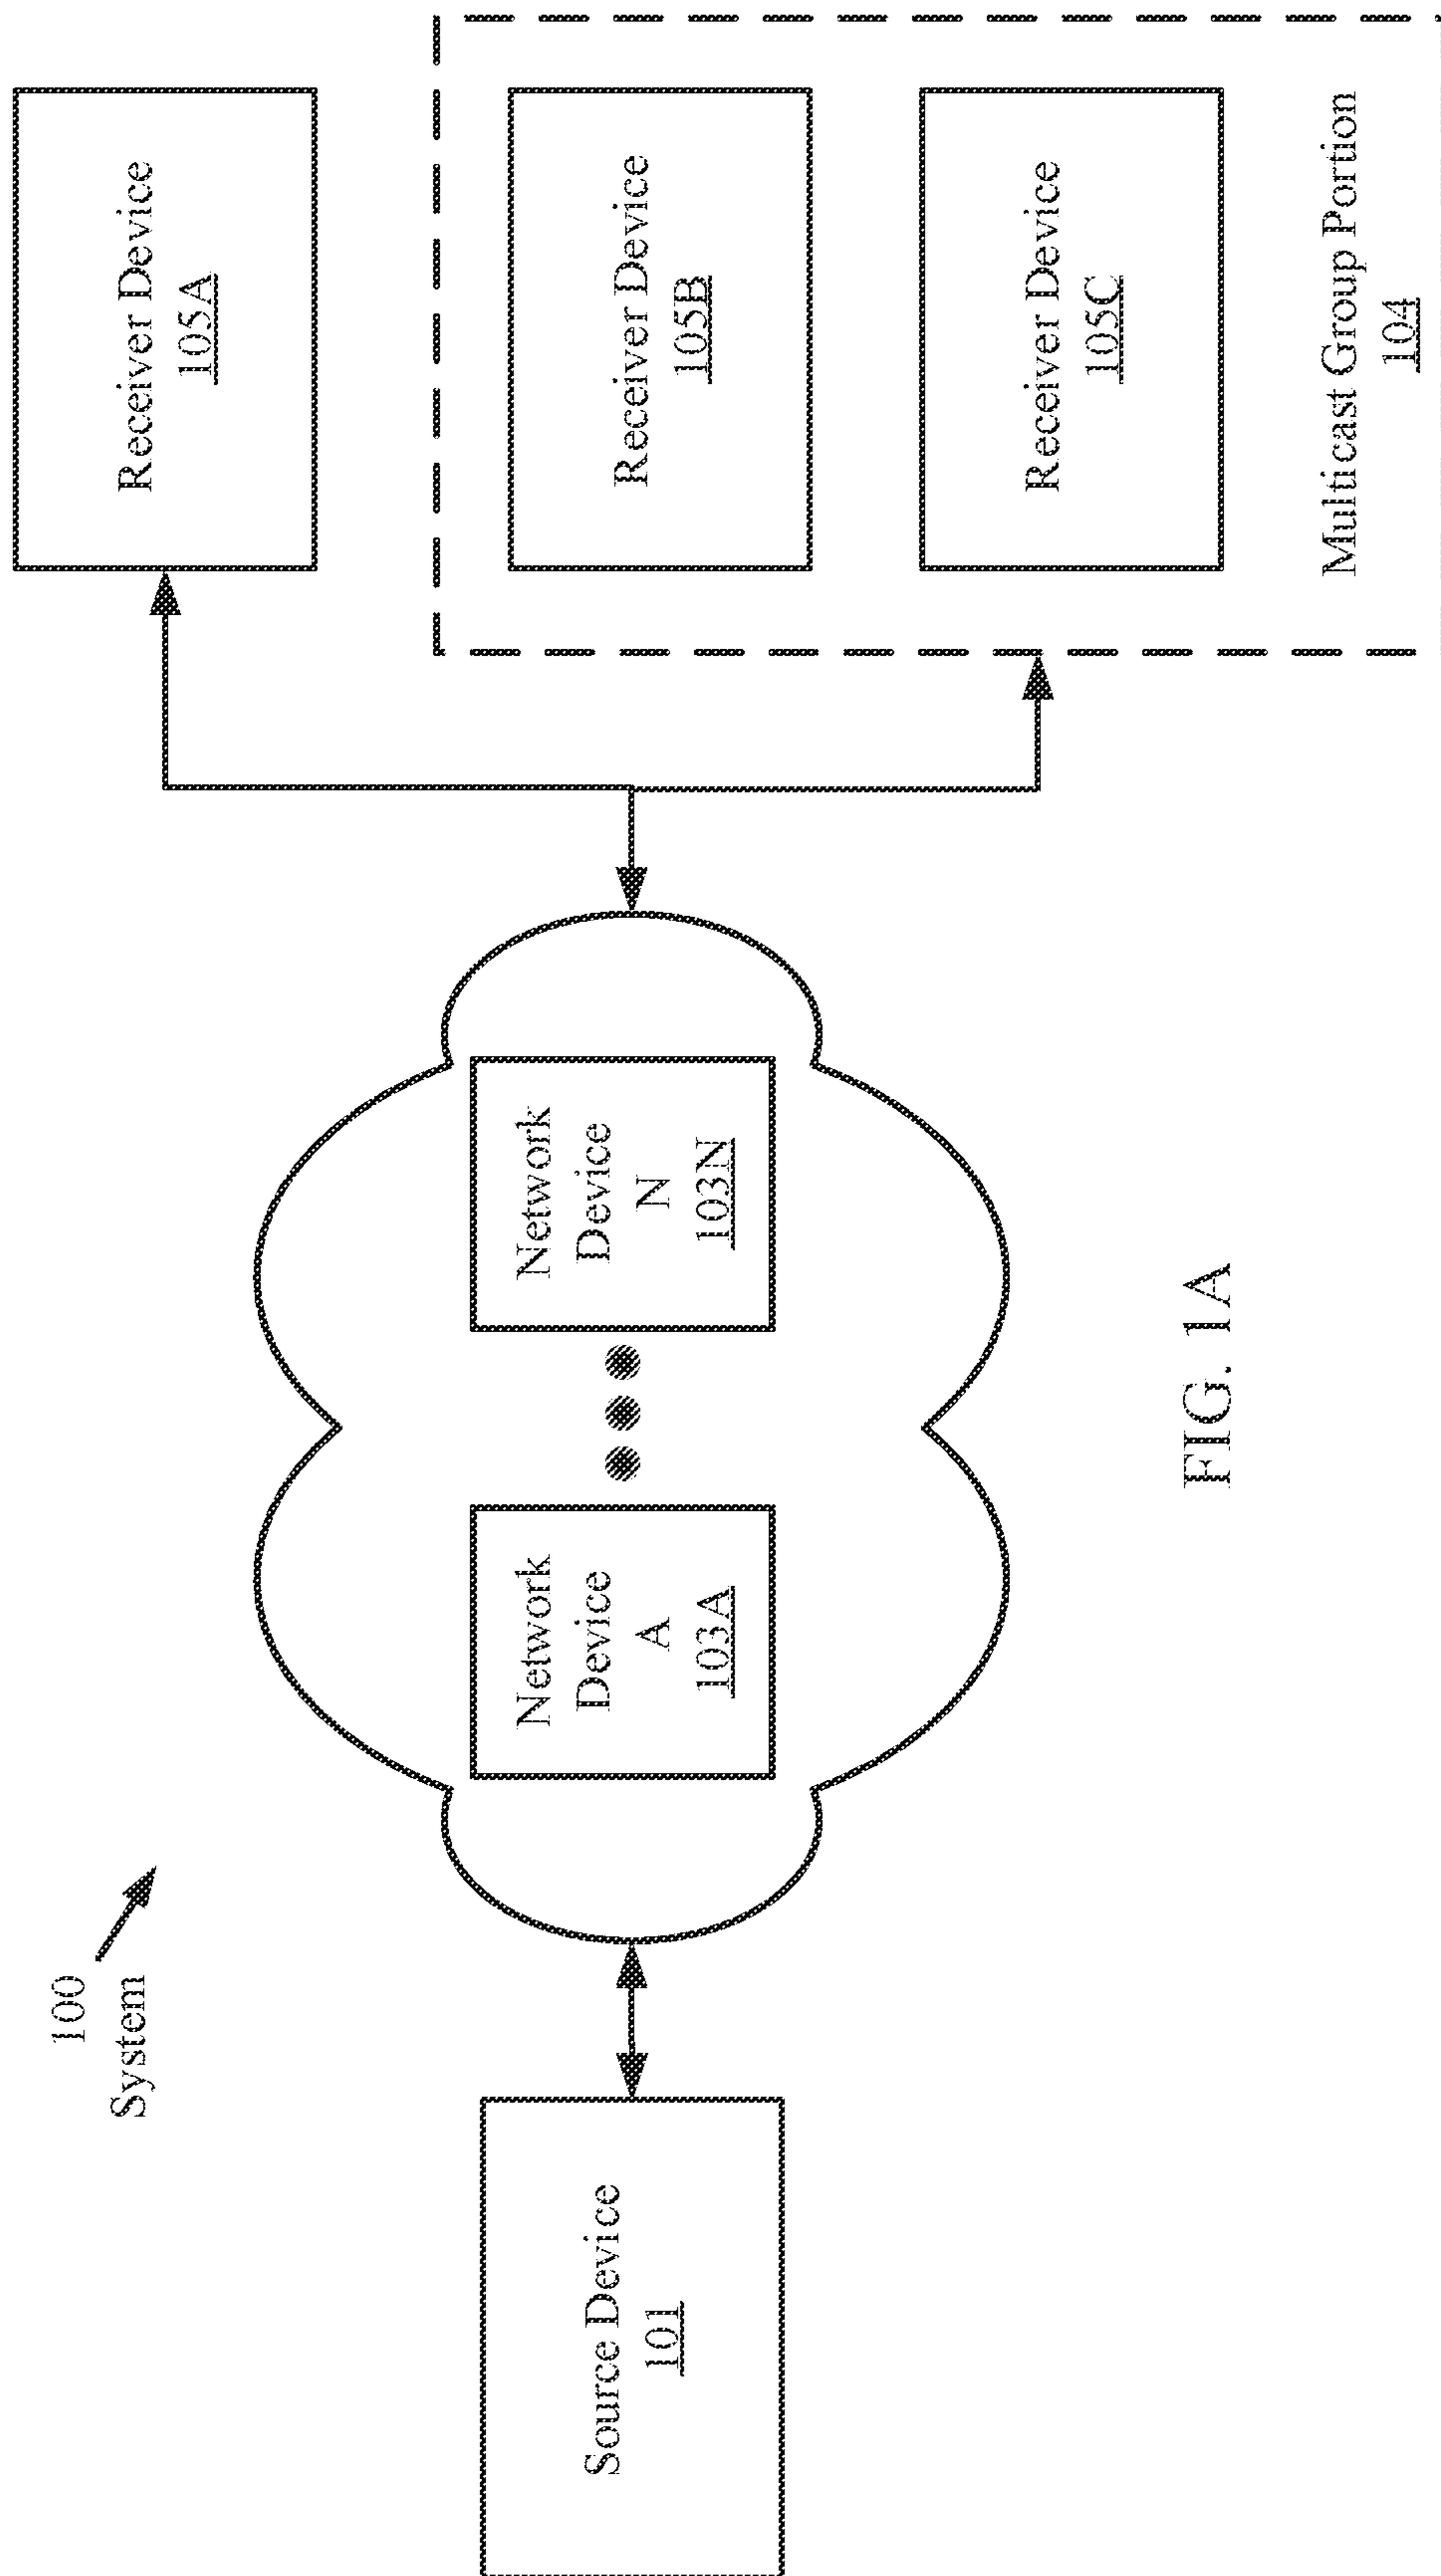 100
System
Source Device
101
Network
Device
A
103A
Network
Device
N
103N
Receiver Device
105A
Receiver Device
105B
Receiver Device
105C
Multicast Group Portion
104
FIG. 1A